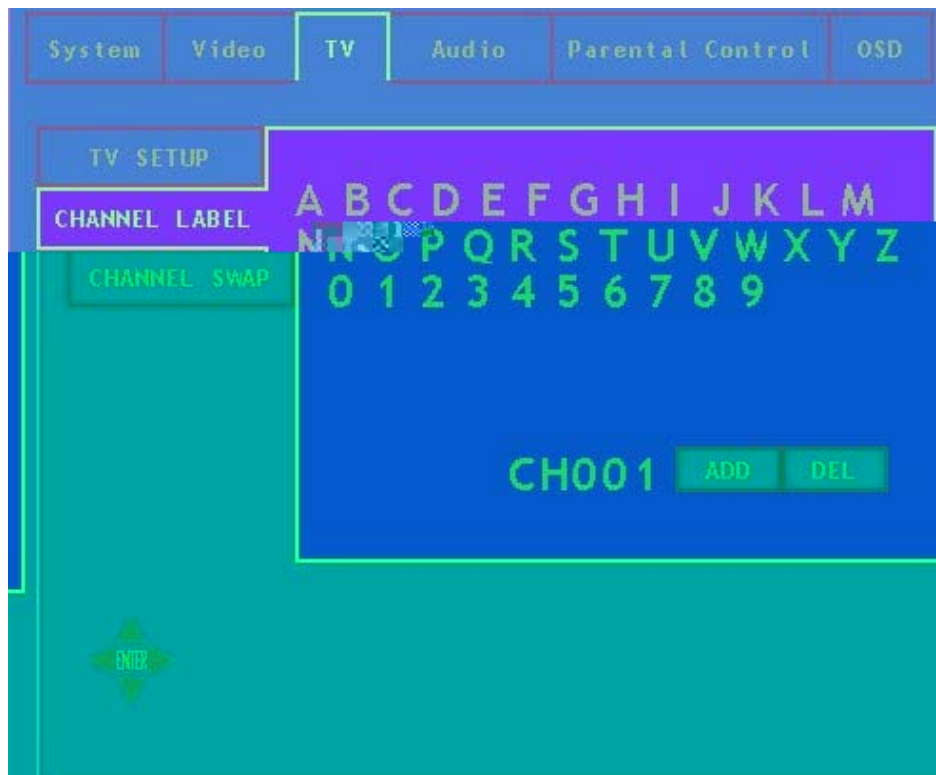 System Video TV Audio Parental Control OSD
TV SETUP
CHANNEL LABEL
CHANNEL SWAP
A B C D E F G H I J K L M
N O P Q R S T U V W X Y Z
0 1 2 3 4 5 6 7 8 9
CH001 ADD DEL
ENTER